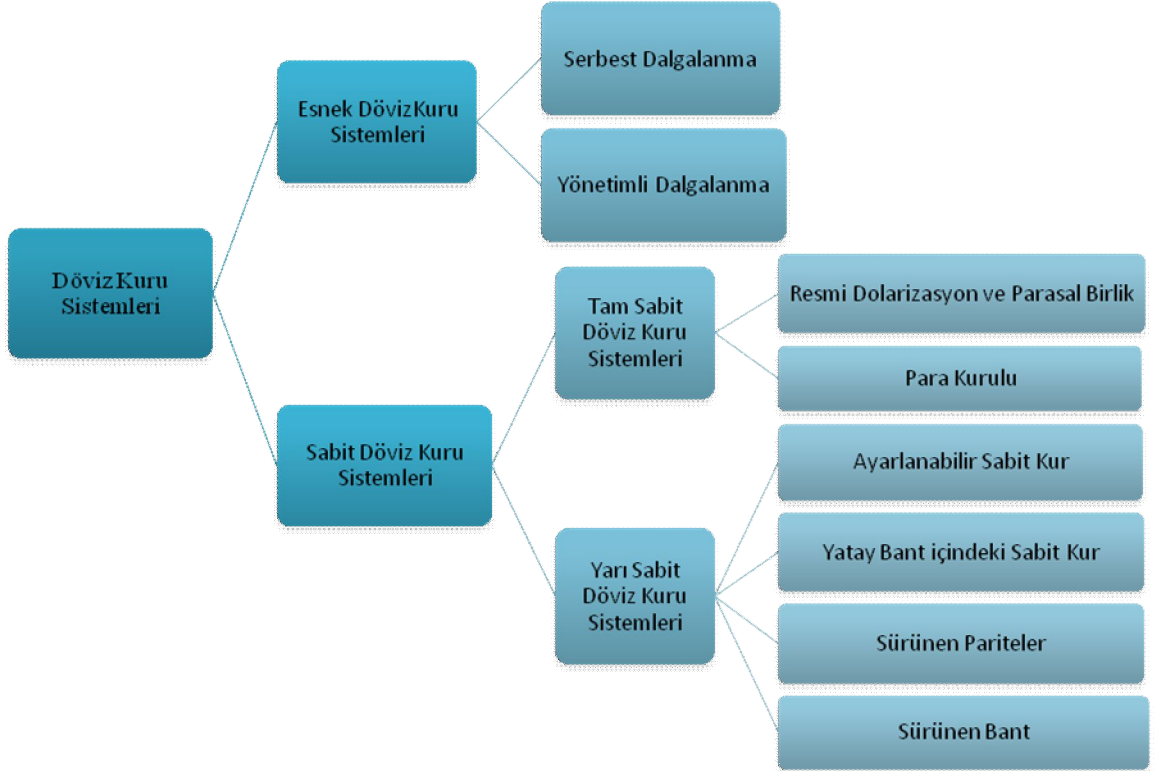 Döviz Kuru
Sistemleri
Esnek Döviz Kuru
Sistemleri
Serbest Dalgalanma
Yönetimli Dalgalanma
Sabit Döviz Kuru
Sistemleri
Tam Sabit
Döviz Kuru
Sistemleri
Resmi Dolarizasyon ve Parasal Birlik
Para Kurulu
Yarı Sabit
Döviz Kuru
Sistemleri
Ayarlanabilir Sabit Kur
Yatay Bant içindeki Sabit Kur
Sürünen Pariteler
Sürünen Bant